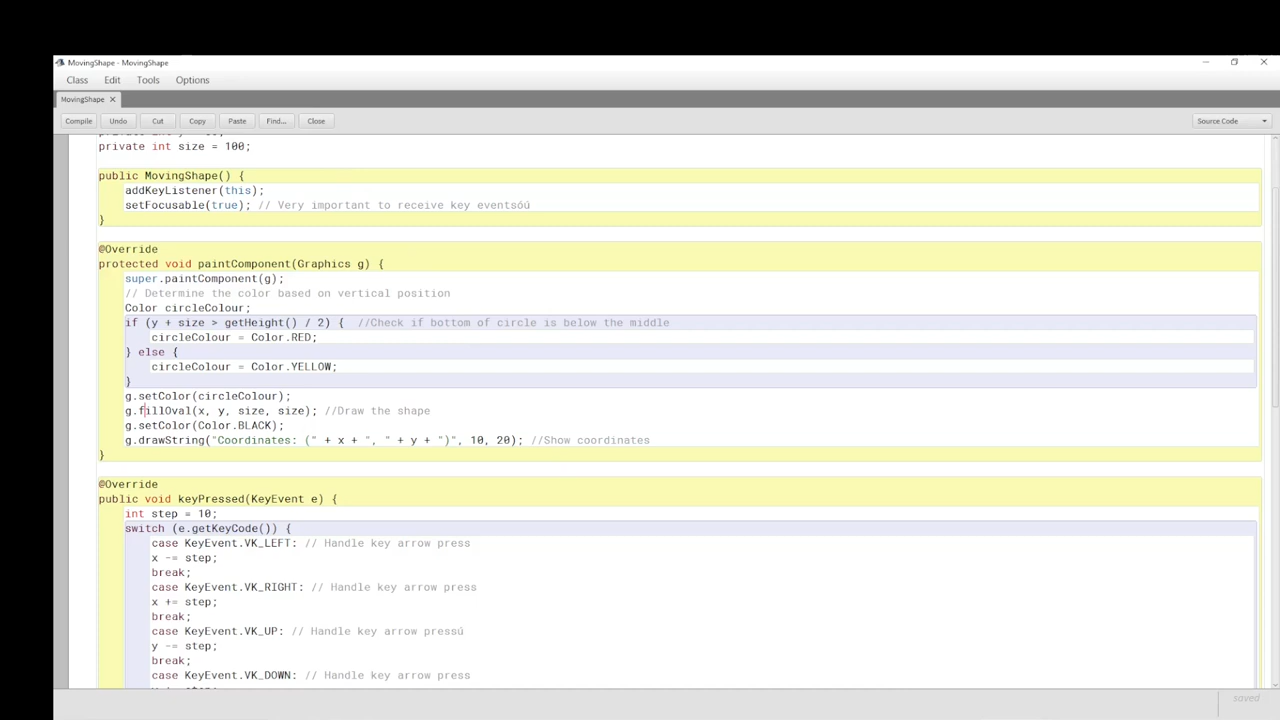 MovingShape - MovingShape
Class Edit Tools Options
MovingShape
Compile Undo Cut Copy Paste Find... Close Source Code
private int size = 100;
public MovingShape() {
addKeyListener(this);
setFocusable(true); // Very important to receive key eventsóú
}
@Override
protected void paintComponent(Graphics g) {
super.paintComponent(g);
// Determine the color based on vertical position
Color circleColour;
if (y + size > getHeight() / 2) { //Check if bottom of circle is below the middle
circleColour = Color.RED;
} else {
circleColour = Color.YELLOW;
}
g.setColor(circleColour);
g.fillOval(x, y, size, size); //Draw the shape
g.setColor(Color.BLACK);
g.drawString("Coordinates: (" + x + ", " + y + ")", 10, 20); //Show coordinates
}
@Override
public void keyPressed(KeyEvent e) {
int step = 10;
switch (e.getKeyCode()) {
case KeyEvent.VK_LEFT: // Handle key arrow press
x -= step;
break;
case KeyEvent.VK_RIGHT: // Handle key arrow press
x += step;
break;
case KeyEvent.VK_UP: // Handle key arrow pressú
y -= step;
break;
case KeyEvent.VK_DOWN: // Handle key arrow press
saved